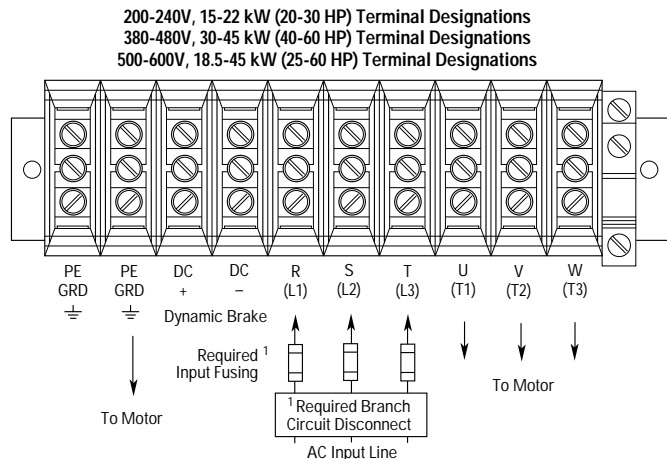 200-240V, 15-22 kW (20-30 HP) Terminal Designations
380-480V, 30-45 kW (40-60 HP) Terminal Designations
500-600V, 18.5-45 kW (25-60 HP) Terminal Designations
PE PE DC DC R S T U V W
GRD GRD + – (L1) (L2) (L3) (T1) (T2) (T3)
Dynamic Brake
Required 1
Input Fusing
To Motor
To Motor
1 Required Branch
Circuit Disconnect
AC Input Line